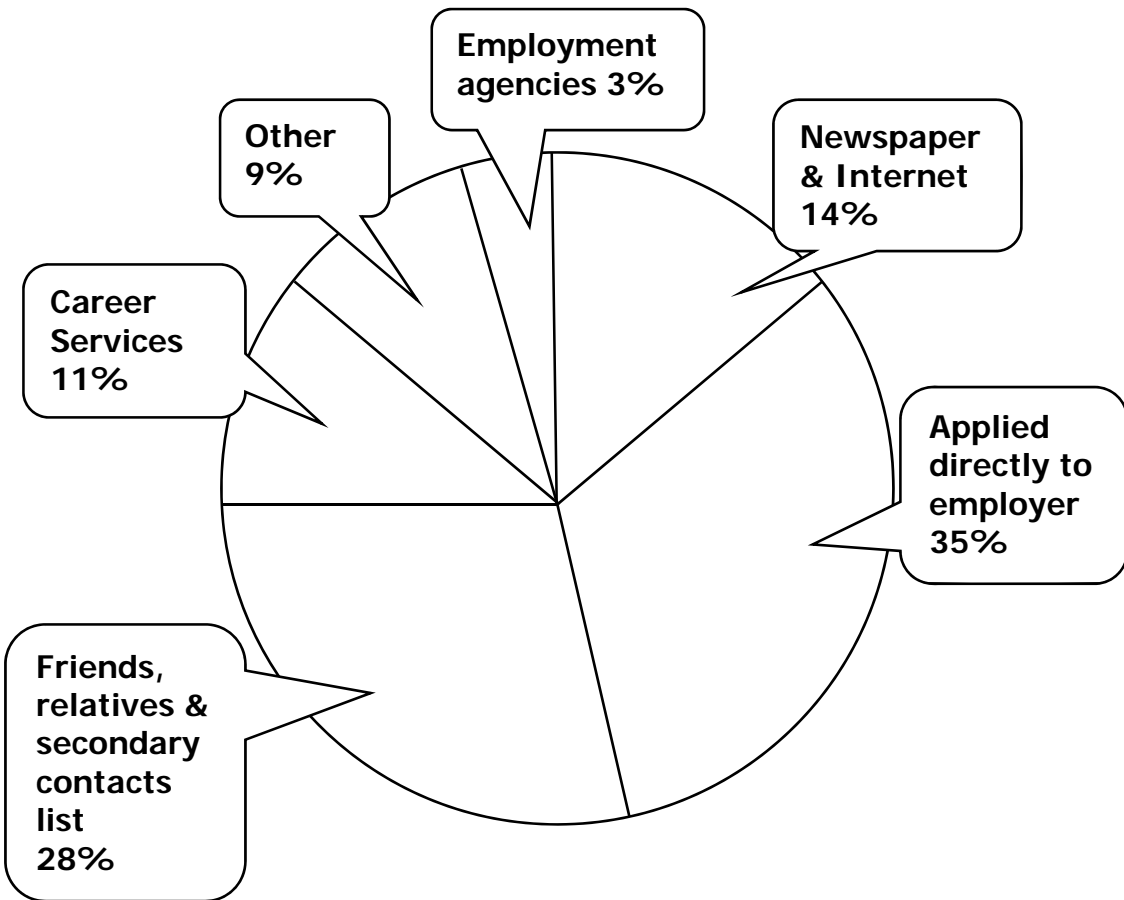 Employment
agencies 3%
Other
9%
Newspaper
& Internet
14%
Career
Services
11%
Applied
directly to
employer
35%
Friends,
relatives &
secondary
contacts
list
28%